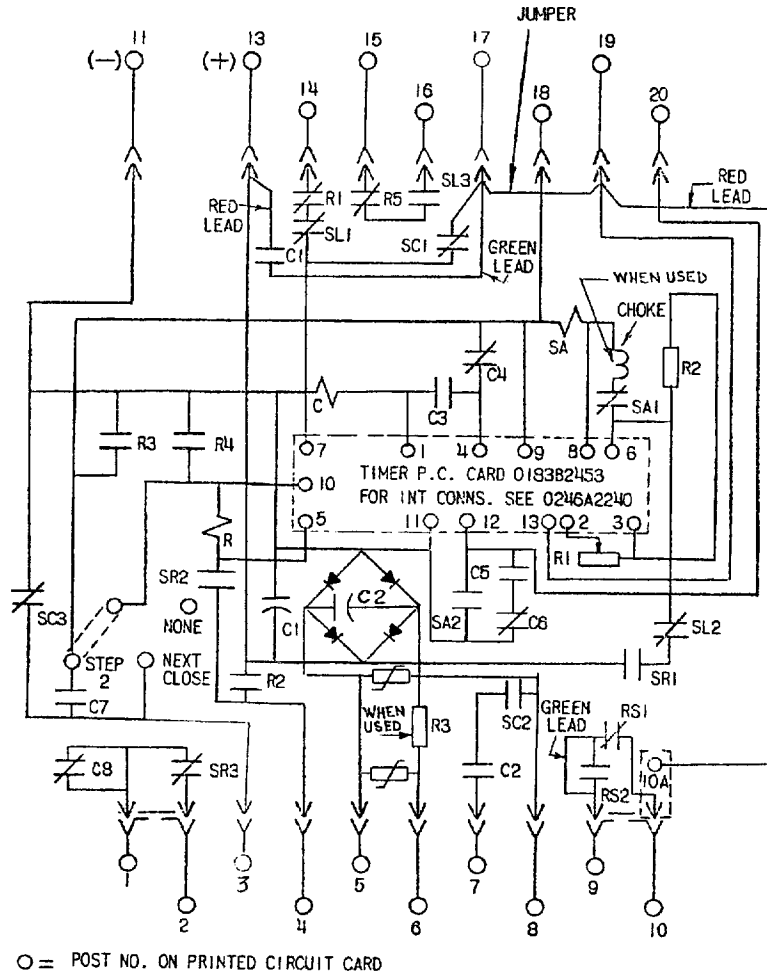 JUMPER
11
13
15
17
19
(-)
(+)
14
16
18
20
SL3
RED
LEAD
R1
R5
RED
LEAD
SL1
SC1
C1
GREEN
LEAD
WHEN USED
CHOKE
SA
R2
C4
SA1
C
C3
R3
R4
7
1
4
9
8
6
TIMER P.C. CARD 0183B2453
10
FOR INT CONNS. SEE 0246A2240
5
11
12
13
2
3
R
R1
SR2
C5
SC3
C2
C1
SA2
C6
SL2
NONE
STEP
2
NEXT
CLOSE
R2
SR1
C7
WHEN
USED
R3
SC2
GREEN
LEAD
RS1
C8
SR3
C2
RS2
10A
1
3
5
7
9
2
4
6
8
10
O = POST NO. ON PRINTED CIRCUIT CARD